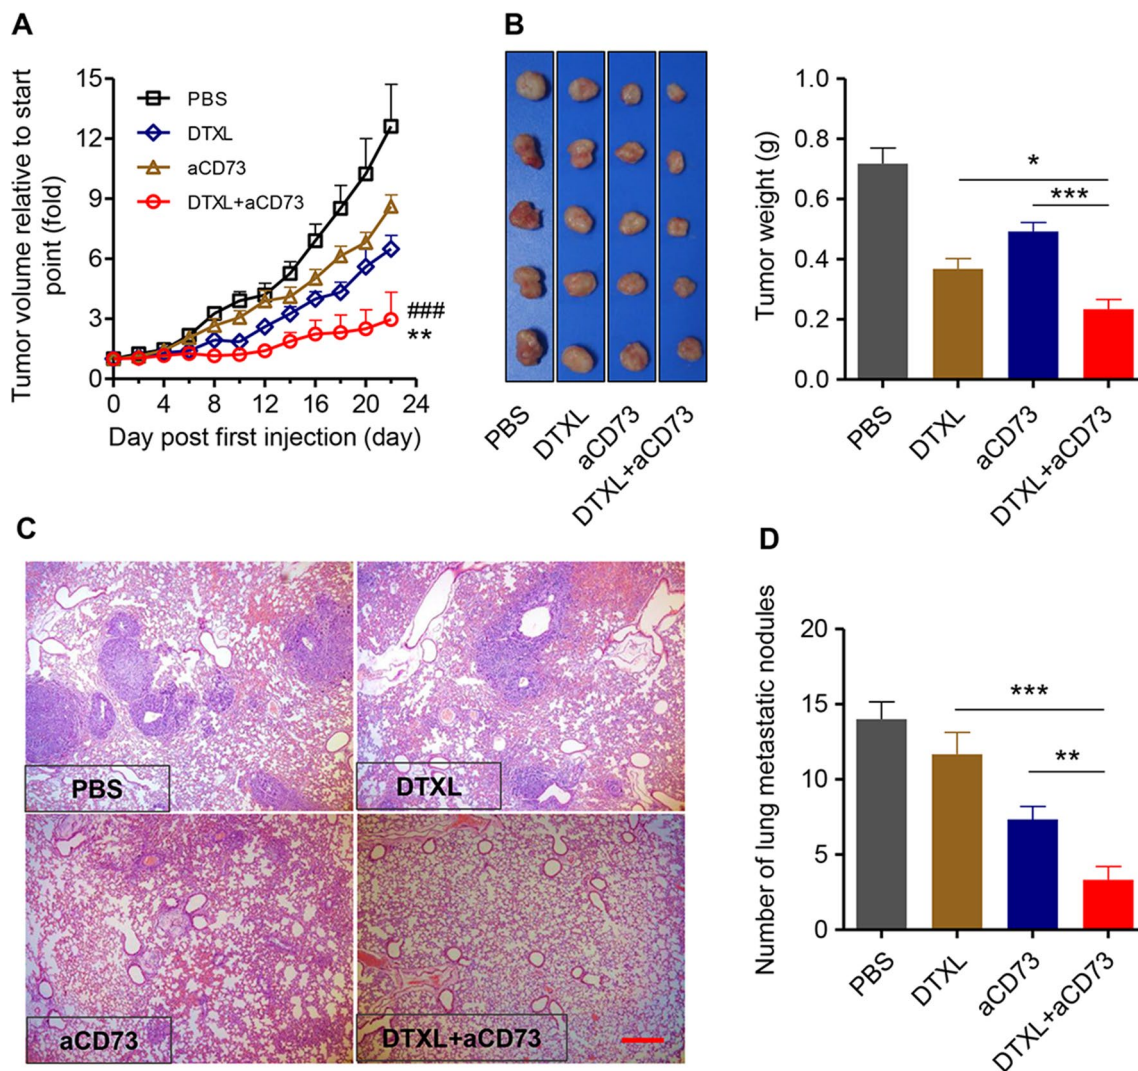 A
Tumor volume relative to start
point (fold)
15
12
9
6
3
0
PBS
DTXL
aCD73
DTXL+aCD73
###
**
0 4 8 12 16 20 24
Day post first injection (day)
B
PBS
DTXL
aCD73
DTXL+aCD73
Tumor weight (g)
1.0
0.8
0.6
0.4
0.2
0.0
*
***
PBS
DTXL
aCD73
DTXL+aCD73
C
PBS
DTXL
aCD73
DTXL+aCD73
D
Number of lung metastatic nodules
20
15
10
5
0
***
**
PBS
DTXL
aCD73
DTXL+aCD73